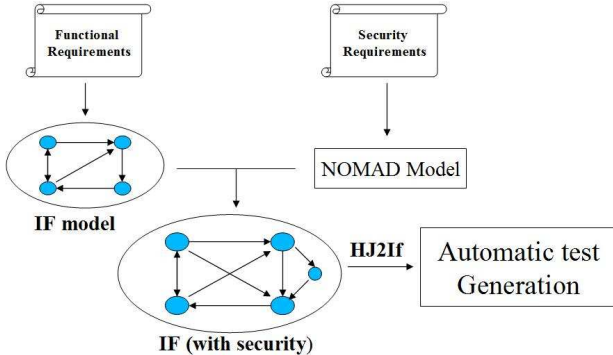 Functional
Requirements
Security
Requirements
NOMAD Model
IF model
HJ2If
Automatic test
Generation
IF (with security)